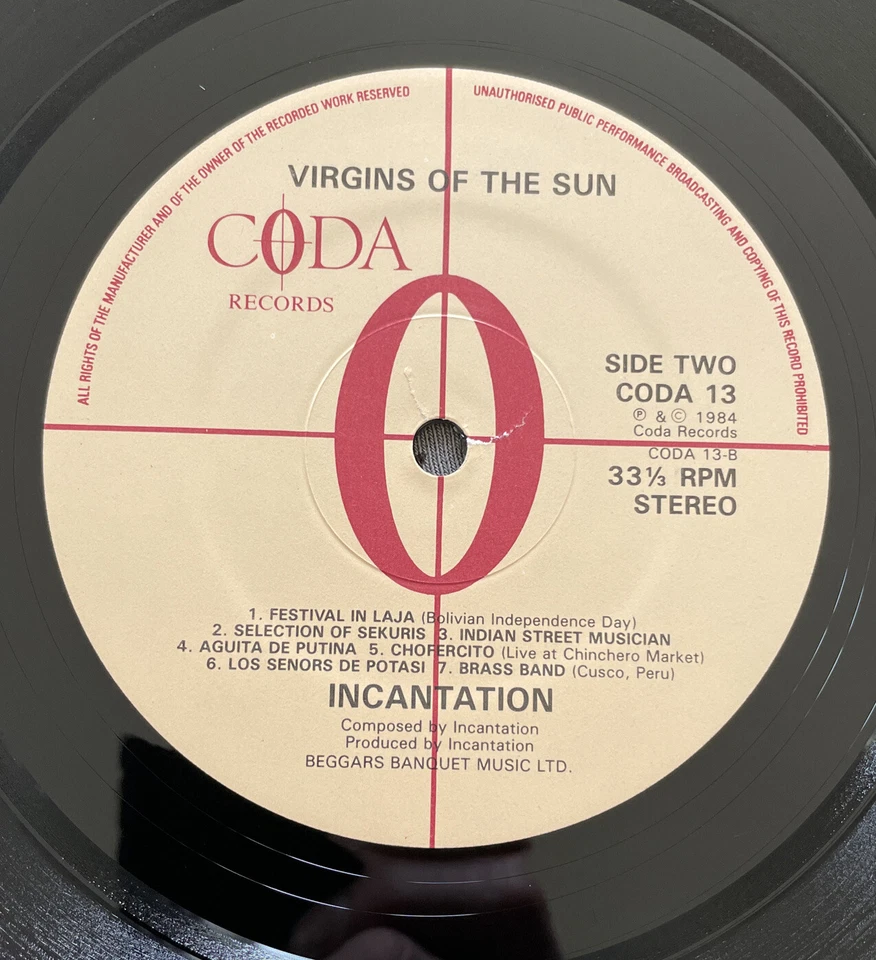 ALL RIGHTS OF THE MANUFACTURER AND OF THE OWNER OF THE RECORDED WORK RESERVED
UNAUTHORISED PUBLIC PERFORMANCE BROADCASTING AND COPYING OF THIS RECORD PROHIBITED
VIRGINS OF THE SUN
CODA
RECORDS
SIDE TWO
CODA 13
℗ & © 1984
Coda Records
CODA 13-B
33⅓ RPM
STEREO
1. FESTIVAL IN LAJA (Bolivian Independence Day)
2. SELECTION OF SEKURIS 3. INDIAN STREET MUSICIAN
4. AGUITA DE PUTINA 5. CHOFERCITO (Live at Chinchero Market)
6. LOS SENORS DE POTASI 7. BRASS BAND (Cusco, Peru)
INCANTATION
Composed by Incantation
Produced by Incantation
BEGGARS BANQUET MUSIC LTD.